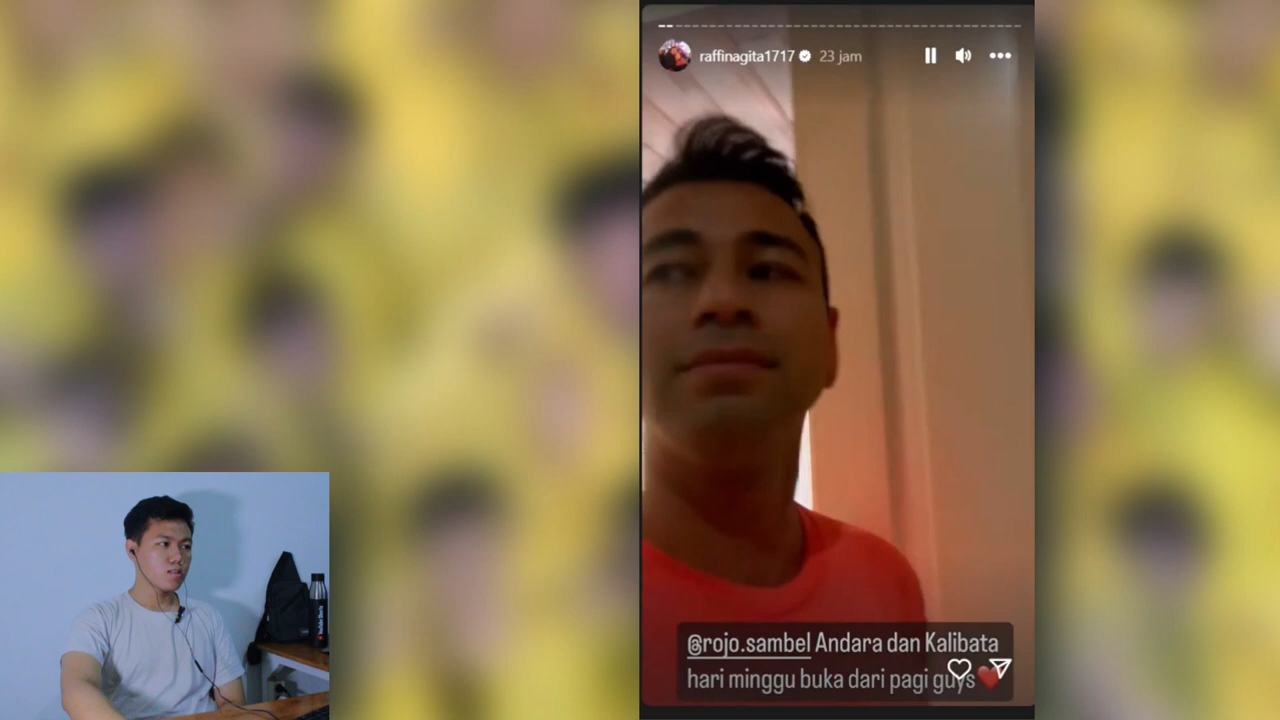 raffinagita1717 23 jam
@rojo.sambel Andara dan Kalibata
hari minggu buka dari pagi guys